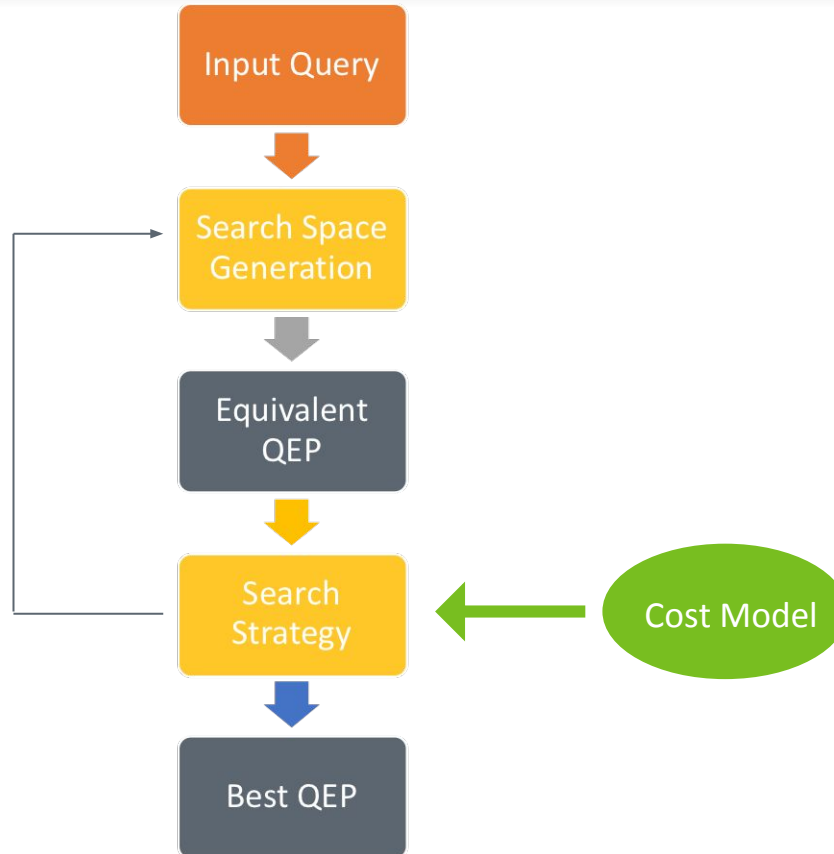 Input Query
Search Space
Generation
Equivalent
QEP
Search
Strategy
Cost Model
Best QEP